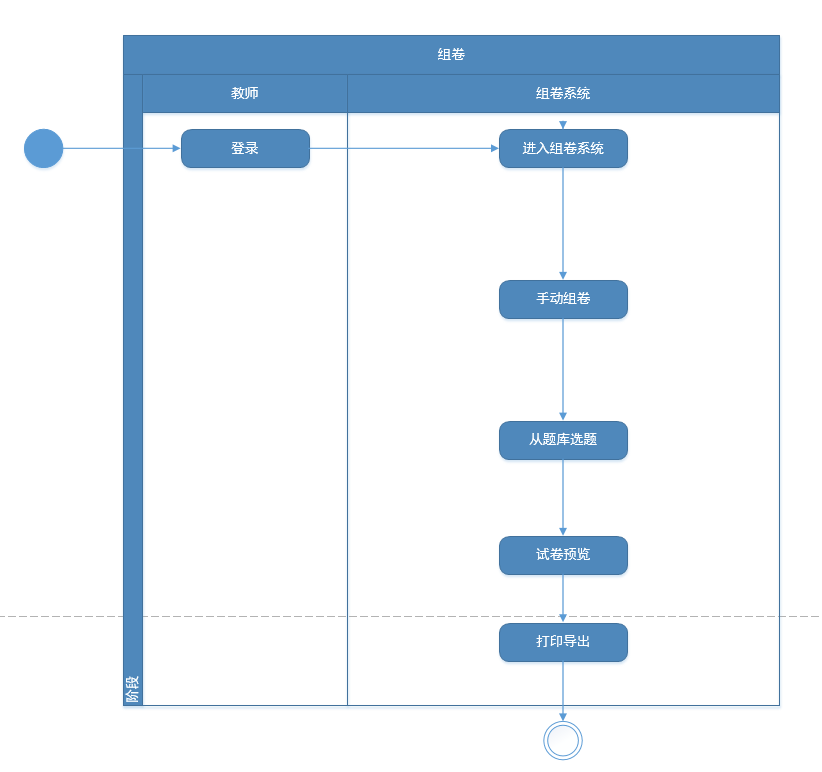 组卷
教师
组卷系统
登录
进入组卷系统
手动组卷
从题库选题
试卷预览
打印导出
阶段